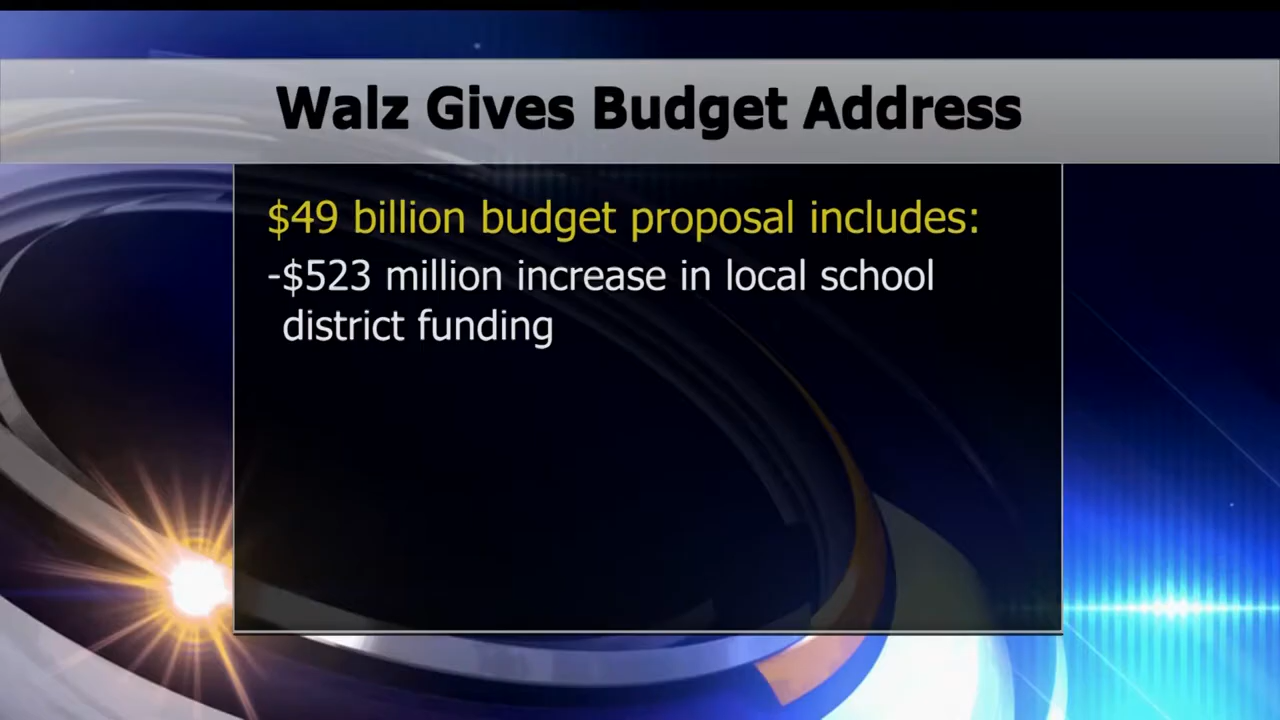 Walz Gives Budget Address
$49 billion budget proposal includes:
-$523 million increase in local school
district funding